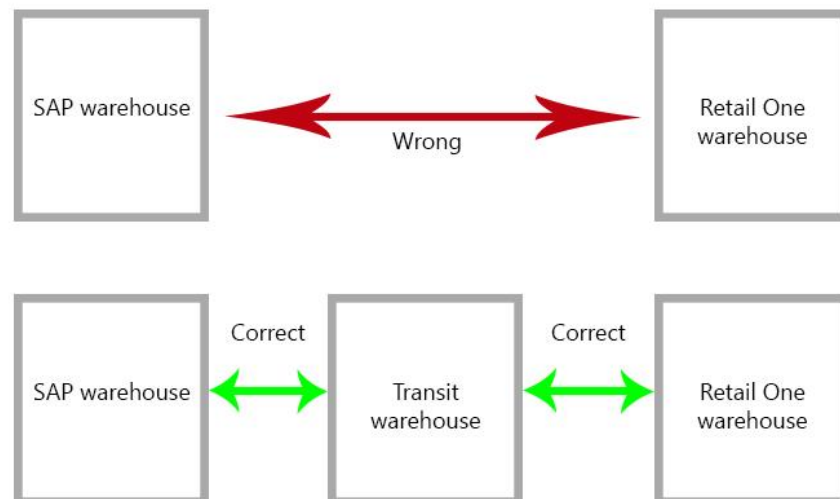 SAP warehouse
Wrong
Retail One
warehouse
Correct
Correct
SAP warehouse
Transit
warehouse
Retail One
warehouse